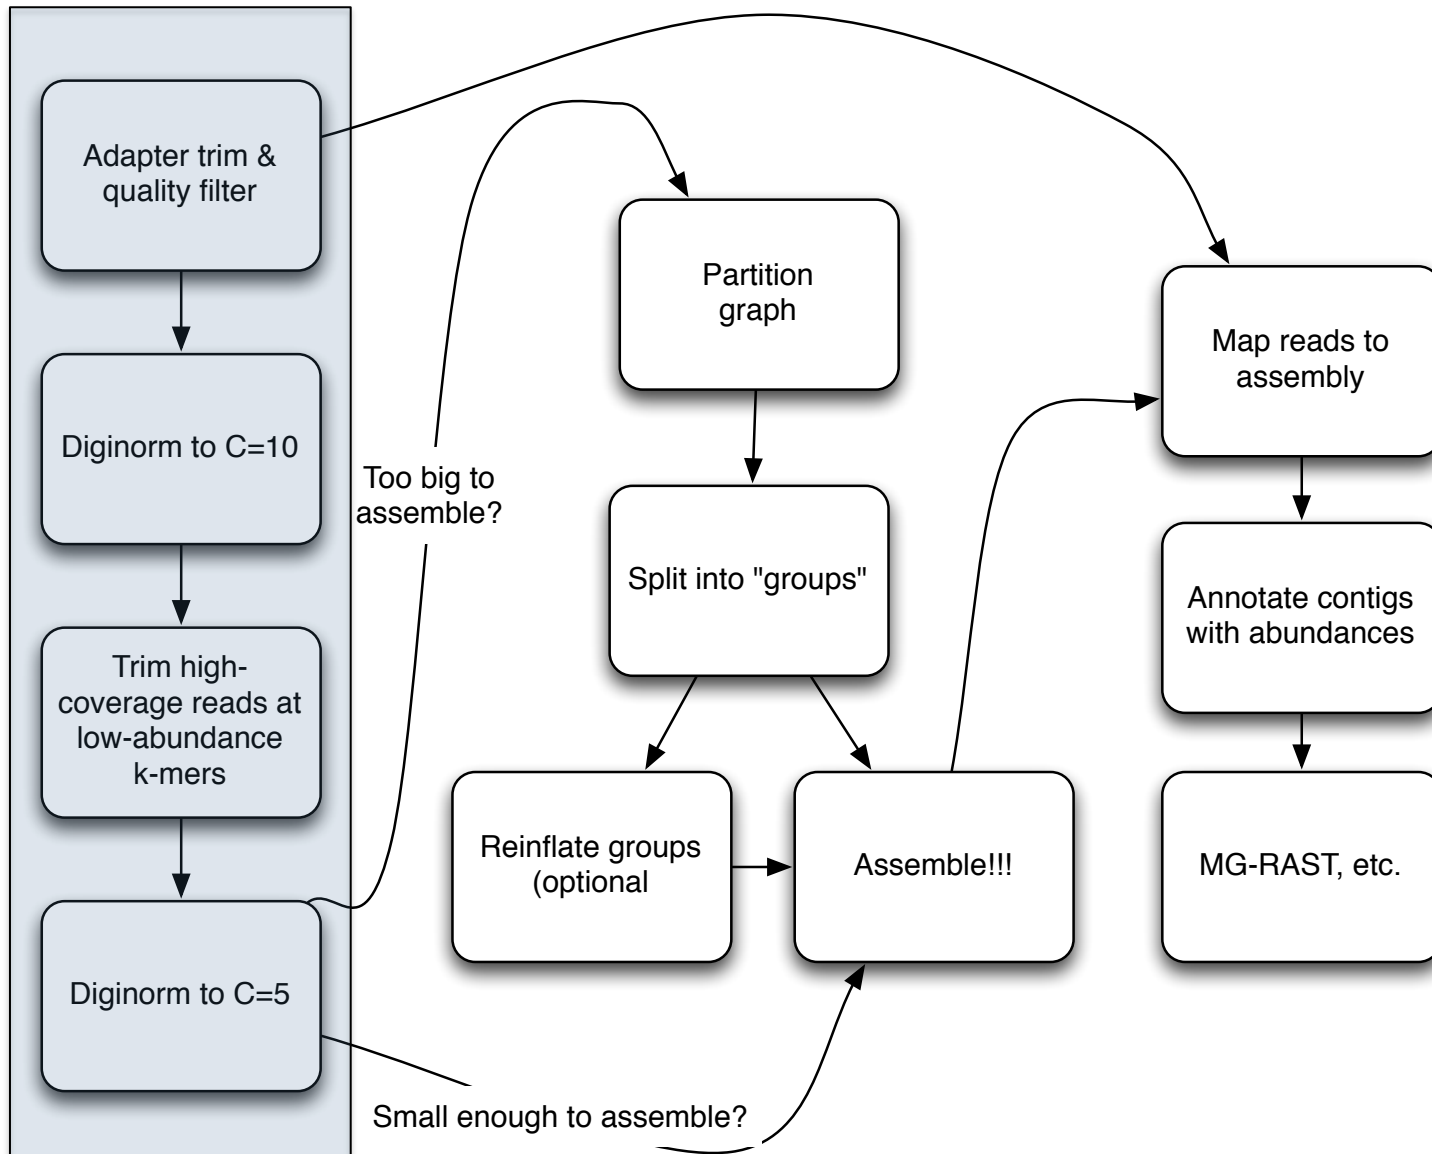 Adapter trim &
quality filter
Diginorm to C=10
Trim high-
coverage reads at
low-abundance
k-mers
Diginorm to C=5
Too big to
assemble?
Small enough to assemble?
Partition
graph
Split into "groups"
Reinflate groups
(optional
Assemble!!!
Map reads to
assembly
Annotate contigs
with abundances
MG-RAST, etc.